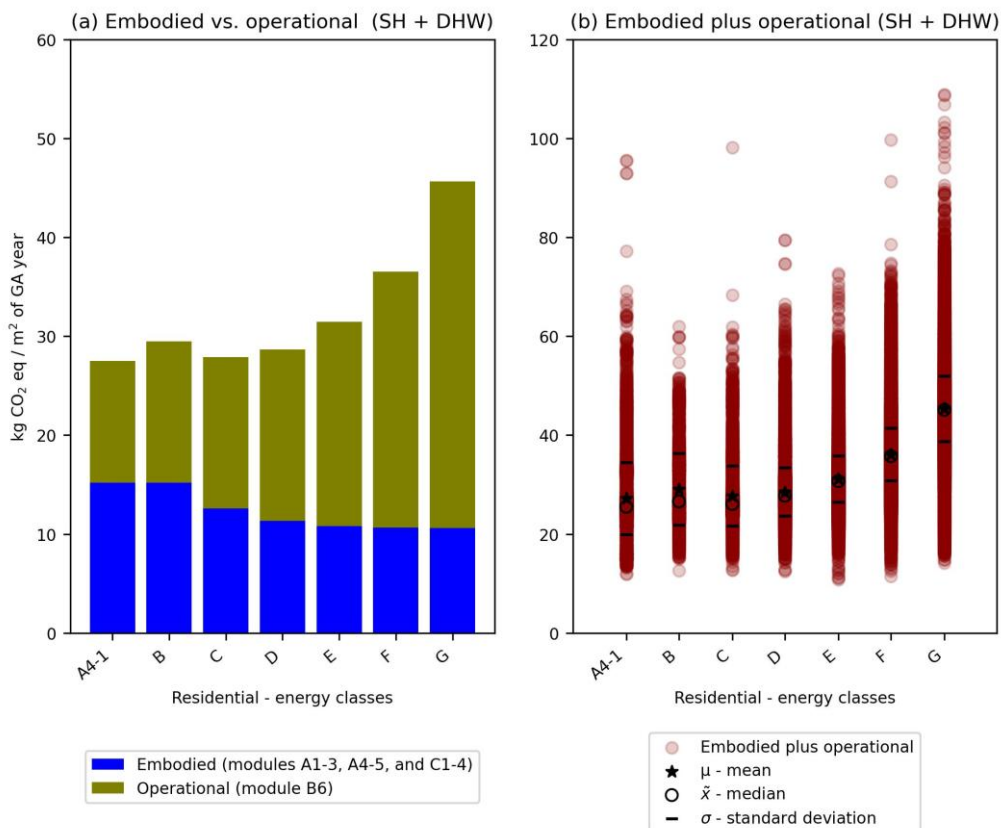 (a) Embodied vs. operational (SH + DHW)
60
50
40
30
20
10
0
kg CO₂ eq / m² of GA year
A4-1
B
C
D
E
F
G
Residential - energy classes
Embodied (modules A1-3, A4-5, and C1-4)
Operational (module B6)
(b) Embodied plus operational (SH + DHW)
120
100
80
60
40
20
0
A4-1
B
C
D
E
F
G
Residential - energy classes
Embodied plus operational
μ - mean
x̃ - median
σ - standard deviation